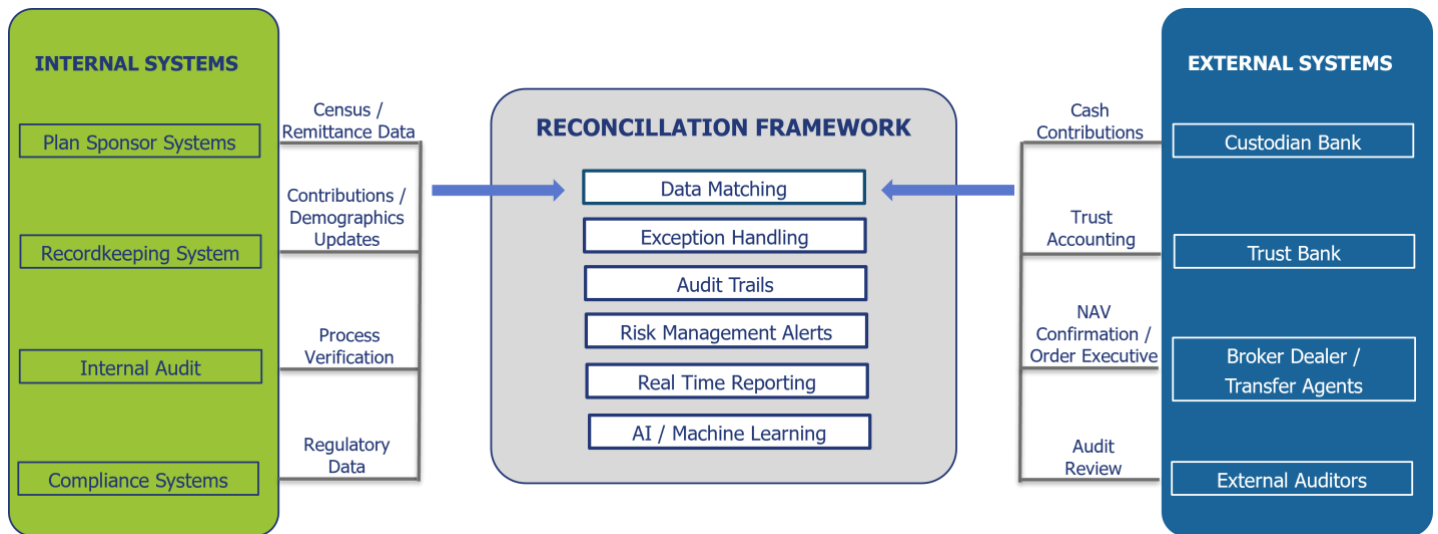 INTERNAL SYSTEMS
Plan Sponsor Systems
Recordkeeping System
Internal Audit
Compliance Systems
Census /
Remittance Data
Contributions /
Demographics
Updates
Process
Verification
Regulatory
Data
RECONCILLATION FRAMEWORK
Data Matching
Exception Handling
Audit Trails
Risk Management Alerts
Real Time Reporting
AI / Machine Learning
Cash
Contributions
Trust
Accounting
NAV
Confirmation /
Order Executive
Audit
Review
EXTERNAL SYSTEMS
Custodian Bank
Trust Bank
Broker Dealer /
Transfer Agents
External Auditors